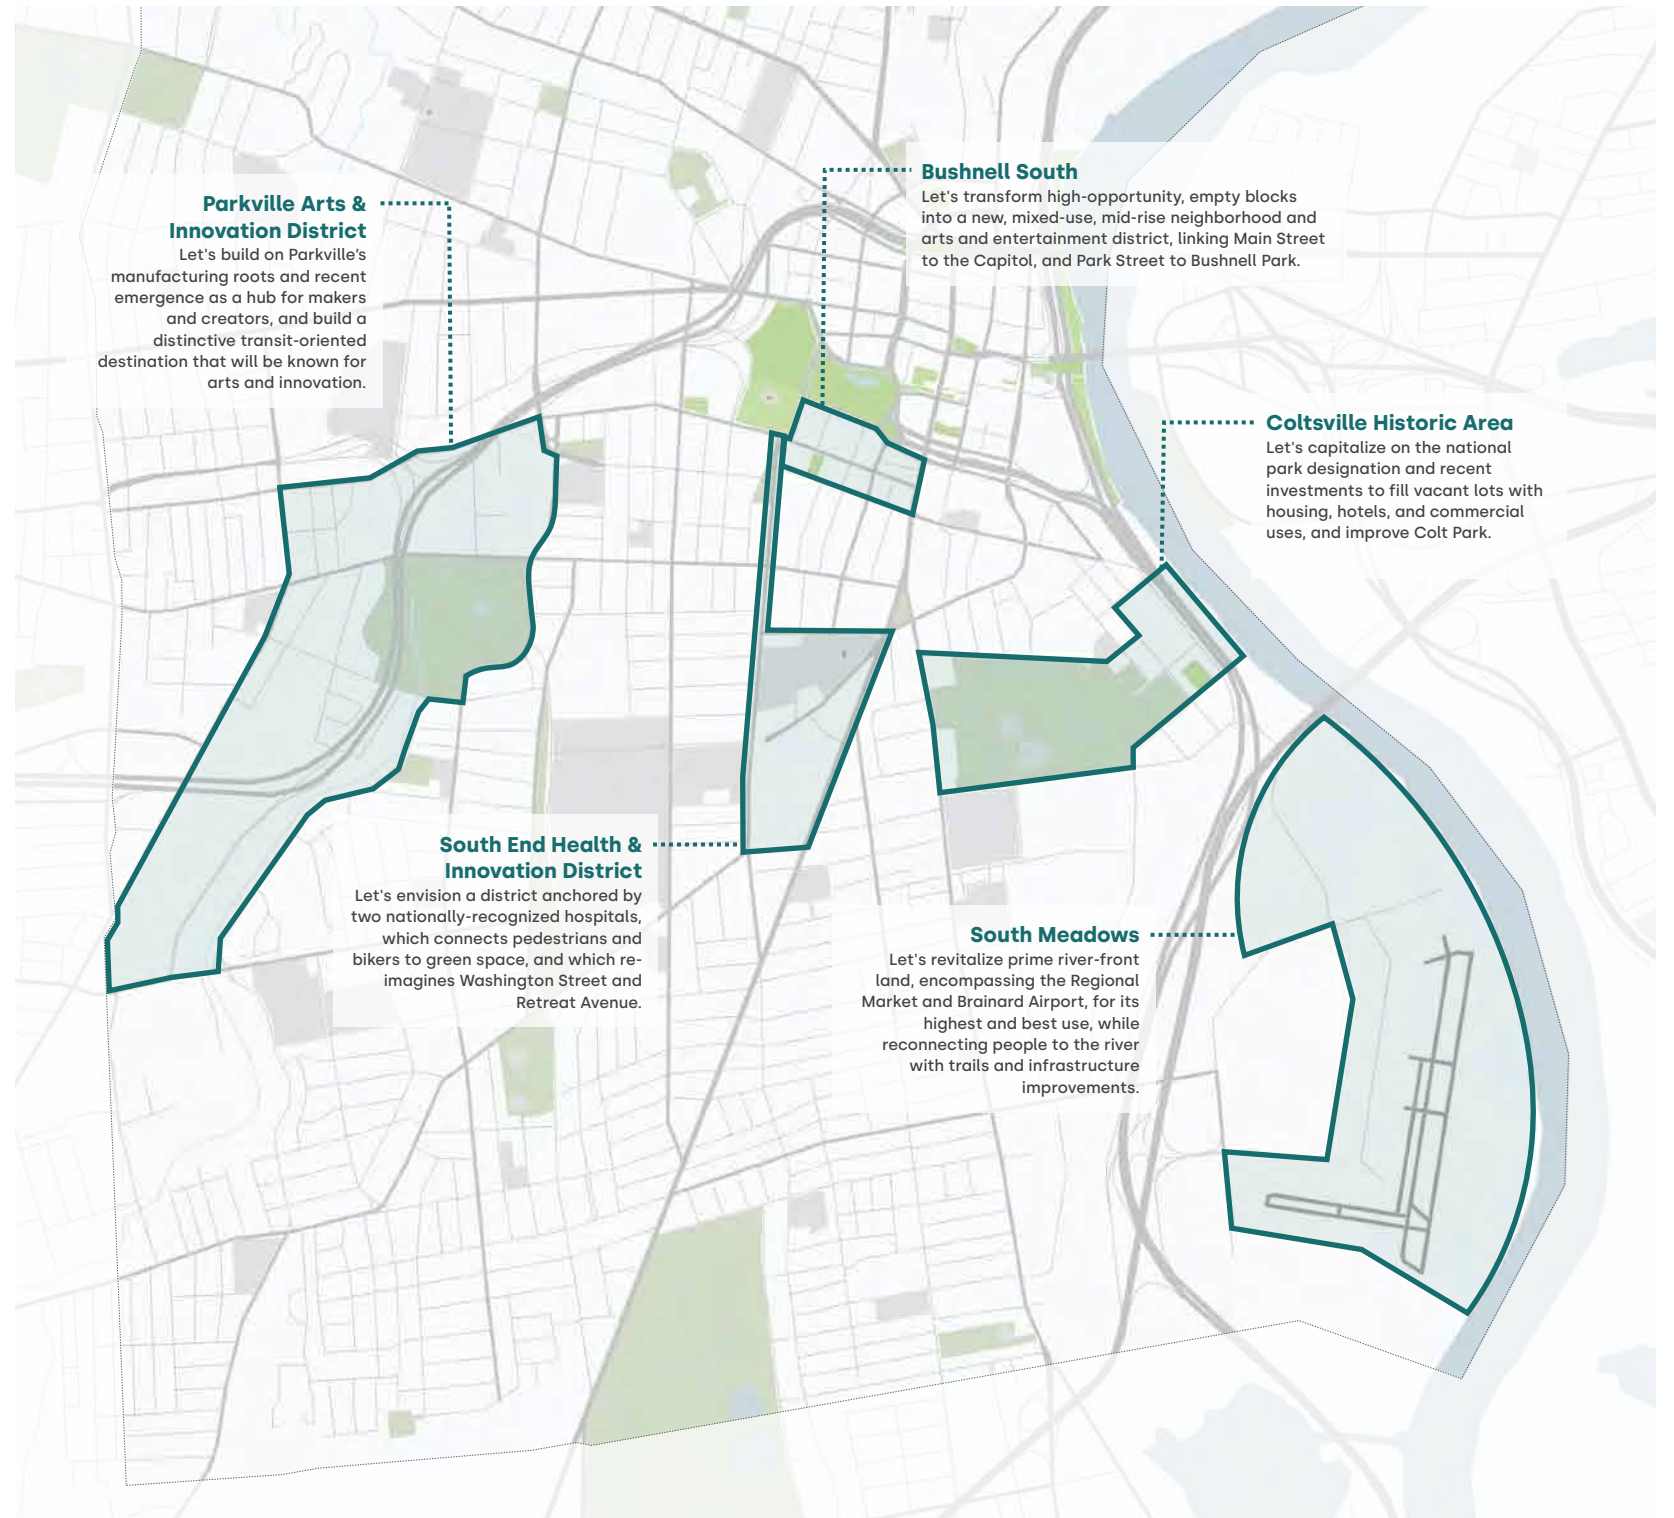 Bushnell South
Let's transform high-opportunity, empty blocks
into a new, mixed-use, mid-rise neighborhood and
arts and entertainment district, linking Main Street
to the Capitol, and Park Street to Bushnell Park.
Parkville Arts &
Innovation District
Let's build on Parkville's
manufacturing roots and recent
emergence as a hub for makers
and creators, and build a
distinctive transit-oriented
destination that will be known for
arts and innovation.
Coltsville Historic Area
Let's capitalize on the national
park designation and recent
investments to fill vacant lots with
housing, hotels, and commercial
uses, and improve Colt Park.
South End Health &
Innovation District
Let's envision a district anchored by
two nationally-recognized hospitals,
which connects pedestrians and
bikers to green space, and which re-
imagines Washington Street and
Retreat Avenue.
South Meadows
Let's revitalize prime river-front
land, encompassing the Regional
Market and Brainard Airport, for its
highest and best use, while
reconnecting people to the river
with trails and infrastructure
improvements.